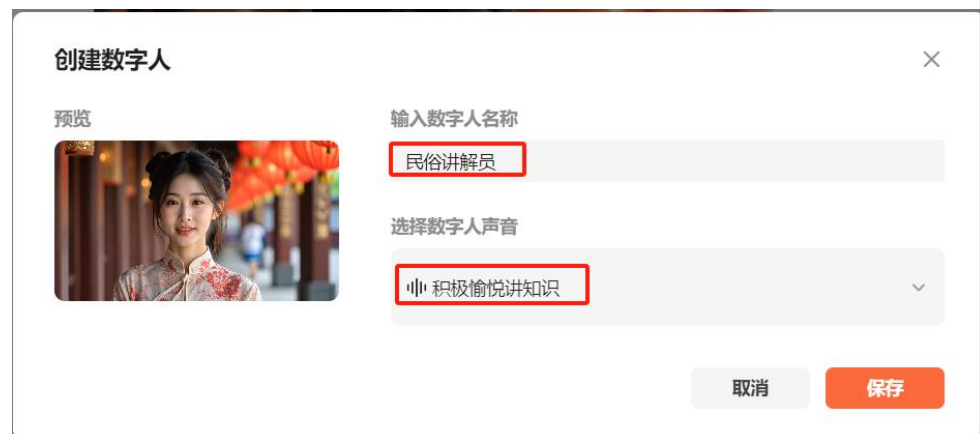 创建数字人
预览
输入数字人名称
民俗讲解员
选择数字人声音
积极愉悦讲知识
取消
保存